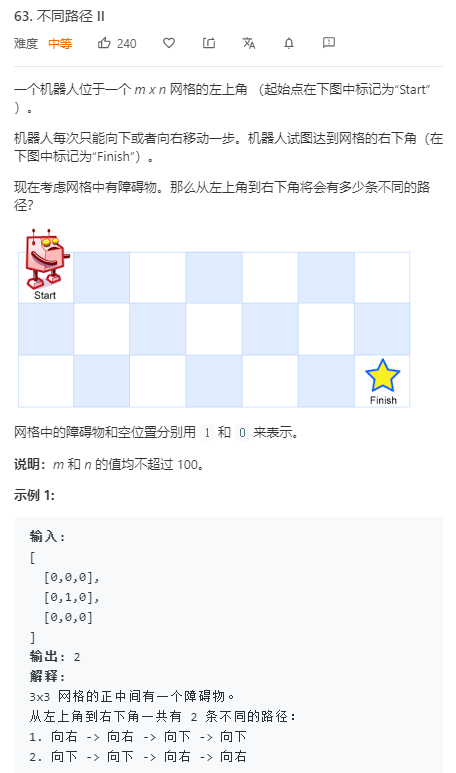 63. 不同路径 II
难度 中等 240
一个机器人位于一个 m x n 网格的左上角 （起始点在下图中标记为“Start”
）。
机器人每次只能向下或者向右移动一步。机器人试图达到网格的右下角（在
下图中标记为“Finish”）。
现在考虑网格中有障碍物。那么从左上角到右下角将会有多少条不同的路
径？
Start
Finish
网格中的障碍物和空位置分别用 1 和 0 来表示。
说明：m 和 n 的值均不超过 100。
示例 1:
输入:
[
[0,0,0],
[0,1,0],
[0,0,0]
]
输出: 2
解释:
3x3 网格的正中间有一个障碍物。
从左上角到右下角一共有 2 条不同的路径:
1. 向右 -> 向右 -> 向下 -> 向下
2. 向下 -> 向下 -> 向右 -> 向右